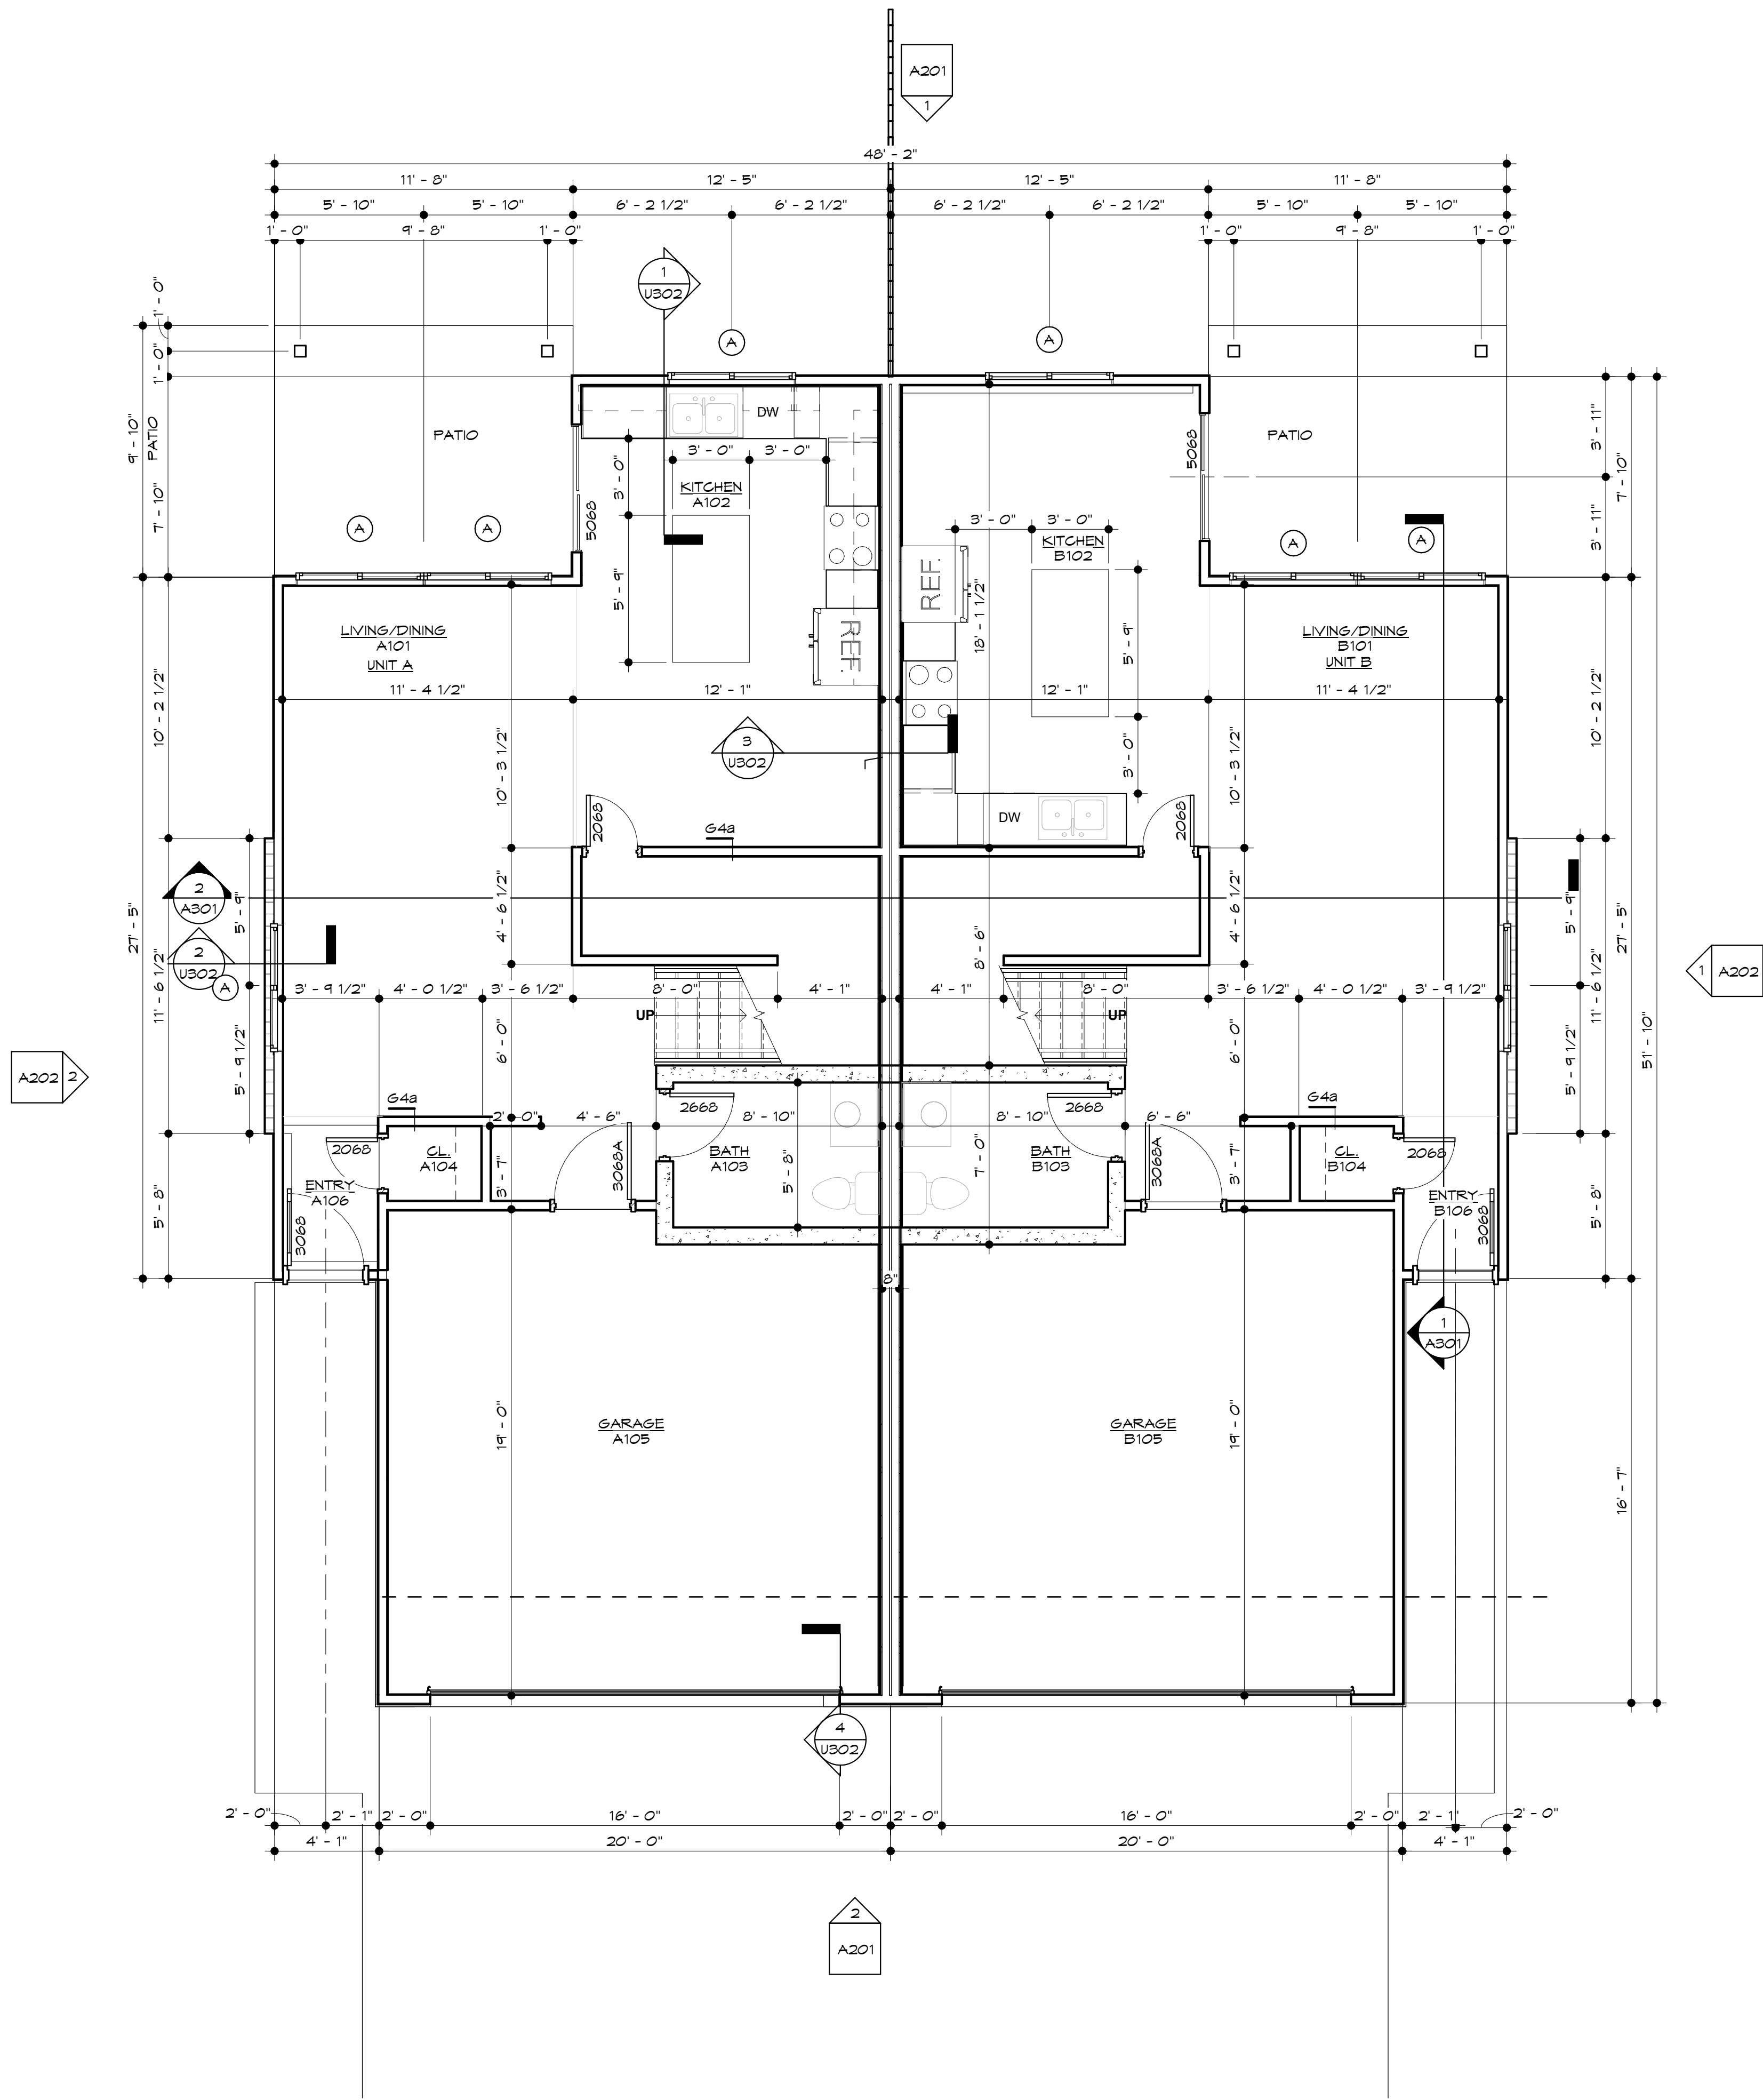 A201
1
48' - 2"
11' - 8"
12' - 5"
12' - 5"
11' - 8"
5' - 10"
5' - 10"
6' - 2 1/2"
6' - 2 1/2"
6' - 2 1/2"
6' - 2 1/2"
5' - 10"
5' - 10"
1' - 0"
9' - 8"
1' - 0"
1' - 0"
9' - 8"
1' - 0"
1
U302
A
A
1' - 0"
1' - 0"
9' - 10"
PATIO
7' - 10"
PATIO
DW
3' - 0"
3' - 0"
3' - 0"
KITCHEN
A102
5068
A
A
5' - 9"
REF.
5068
PATIO
3' - 11"
7' - 10"
3' - 11"
A
A
3' - 0"
3' - 0"
KITCHEN
B102
REF.
18' - 1 1/2"
5' - 9"
LIVING/DINING
A101
UNIT A
LIVING/DINING
B101
UNIT B
11' - 4 1/2"
12' - 1"
12' - 1"
11' - 4 1/2"
10' - 2 1/2"
10' - 3 1/2"
3
U302
3' - 0"
10' - 3 1/2"
10' - 2 1/2"
2068
G4a
DW
2068
2
A301
2
U302
A
27' - 5"
11' - 6 1/2"
5' - 9"
4' - 6 1/2"
8' - 6"
4' - 6 1/2"
5' - 9"
11' - 6 1/2"
27' - 5"
1
A202
3' - 9 1/2"
4' - 0 1/2"
3' - 6 1/2"
8' - 0"
4' - 1"
4' - 1"
8' - 0"
3' - 6 1/2"
4' - 0 1/2"
3' - 9 1/2"
UP
UP
6' - 0"
6' - 0"
5' - 9 1/2"
5' - 9 1/2"
51' - 10"
A202
2
G4a
2' - 0"
4' - 6"
2668
8' - 10"
8' - 10"
2668
6' - 6"
G4a
2068
CL.
A104
3' - 7"
3068A
BATH
A103
5' - 8"
7' - 0"
BATH
B103
3068A
3' - 7"
CL.
B104
2068
5' - 8"
ENTRY
A106
3068
ENTRY
B106
3068
5' - 8"
8"
1
A301
19' - 0"
GARAGE
A105
GARAGE
B105
19' - 0"
16' - 7"
4
U302
2' - 0"
2' - 1"
2' - 0"
16' - 0"
2' - 0"
2' - 0"
16' - 0"
2' - 0"
2' - 1"
2' - 0"
4' - 1"
20' - 0"
20' - 0"
4' - 1"
2
A201